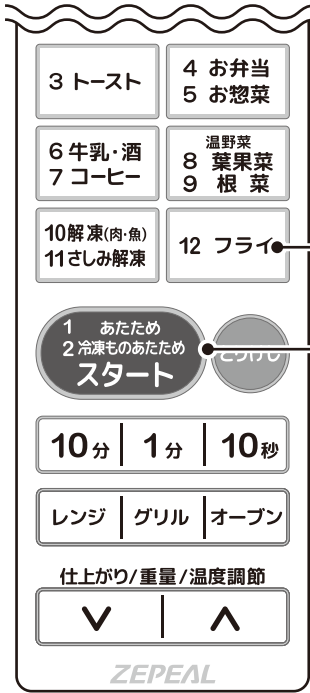 3 トースト
4 お弁当
5 お惣菜
6 牛乳・酒
7 コーヒー
温野菜
8 葉果菜
9 根 菜
10解凍(肉・魚)
11さしみ解凍
12 フライ
1 あたため
2 冷凍ものあたため
スタート
とりけし
10分 1分 10秒
レンジ グリル オーブン
仕上がり/重量/温度調節
ZEPEAL